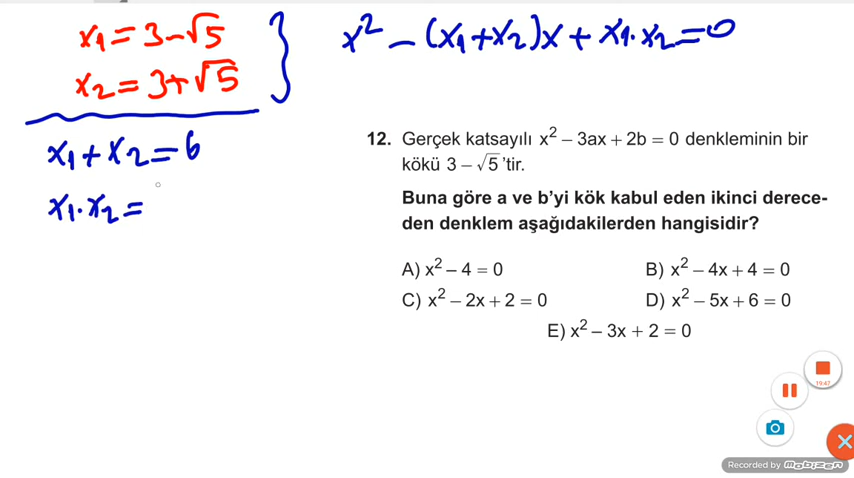 x₁ = 3 − √5
x₂ = 3 + √5
x₁ + x₂ = 6
x₁ · x₂ =
x² − (x₁ + x₂)x + x₁ · x₂ = 0
12. Gerçek katsayılı x² − 3ax + 2b = 0 denkleminin bir
kökü 3 − √5 'tir.
Buna göre a ve b'yi kök kabul eden ikinci derece-
den denklem aşağıdakilerden hangisidir?
A) x² − 4 = 0
B) x² − 4x + 4 = 0
C) x² − 2x + 2 = 0
D) x² − 5x + 6 = 0
E) x² − 3x + 2 = 0
19:47
Recorded by mobizen